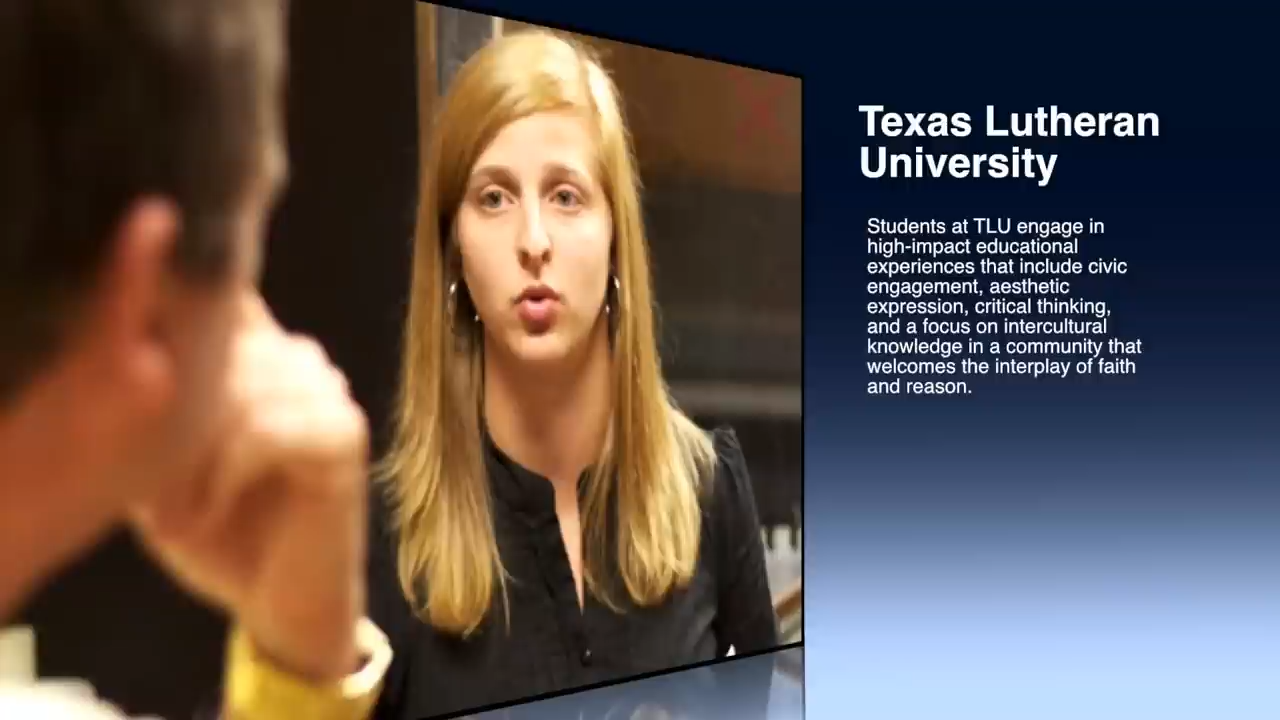 Texas Lutheran
University
Students at TLU engage in
high-impact educational
experiences that include civic
engagement, aesthetic
expression, critical thinking,
and a focus on intercultural
knowledge in a community that
welcomes the interplay of faith
and reason.